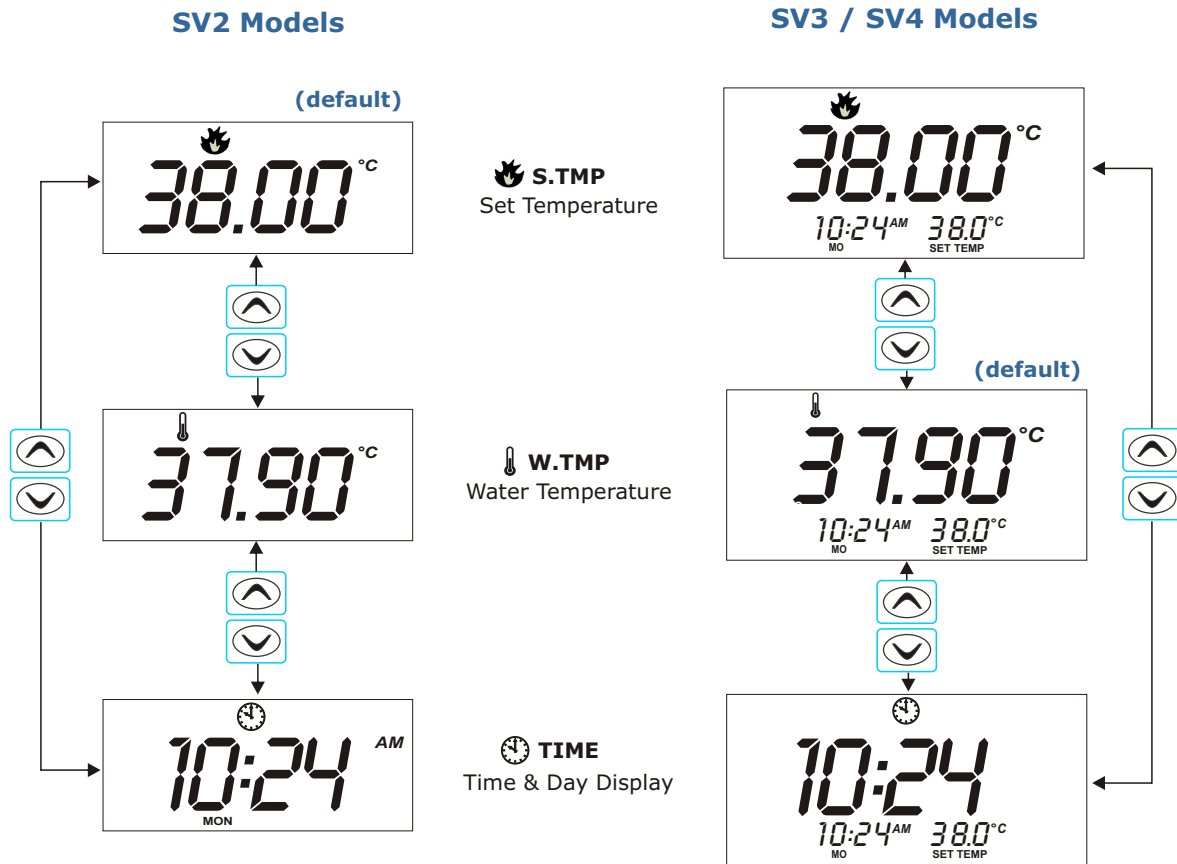 SV2 Models
SV3 / SV4 Models
(default)
38.00 °C
S.TMP
Set Temperature
38.00 °C
10:24 AM 38.0 °C
MO SET TEMP
(default)
37.90 °C
W.TMP
Water Temperature
37.90 °C
10:24 AM 38.0 °C
MO SET TEMP
10:24 AM
MON
TIME
Time & Day Display
10:24
10:24 AM 38.0 °C
MO SET TEMP